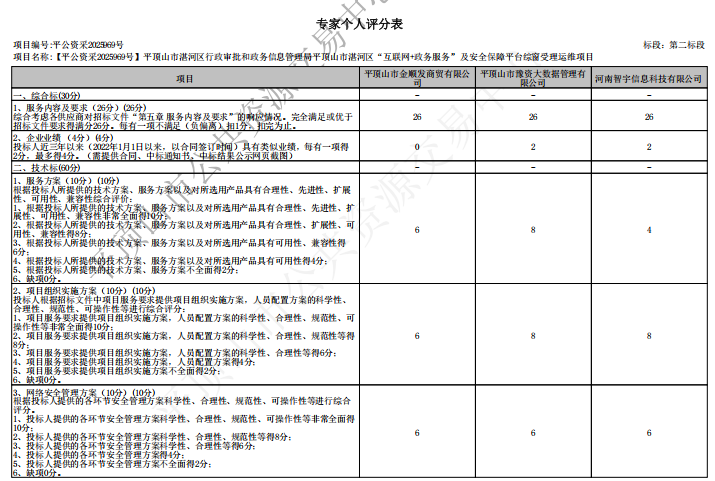 专家个人评分表
项目编号:平公资采2025969号
标段：第二标段
项目名称:【平公资采2025969号】平顶山市湛河区行政审批和政务信息管理局平顶山市湛河区“互联网+政务服务”及安全保障平台综窗受理运维项目
项目 平顶山市金顺发商贸有限公司 平顶山市豫资大数据管理有限公司 河南智宇信息科技有限公司
一、综合标(30分) - - -
1、服务内容及要求（26分）(26分)
综合考虑各供应商对招标文件“第五章 服务内容及要求”的响应情况。完全满足或优于
招标文件要求得满分26分。每有一项不满足（负偏离）扣1分，扣完为止。
26 26 26
2、企业业绩 （4分）(4分)
投标人近三年以来（2022年1月1日以来，以合同签订时间）具有类似业绩，每有一项得
2分，最多得4分。（需提供合同、中标通知书、中标结果公示网页截图）
0 2 2
二、技术标(60分) - - -
1、服务方案（10分）(10分)
根据投标人所提供的技术方案、服务方案以及对所选用产品具有合理性、先进性、扩展
性、可用性、兼容性综合评价:
1、根据投标人所提供的技术方案、服务方案以及对所选用产品具有合理性、先进性、扩
展性、可用性、兼容性非常全面得10分；
2、根据投标人所提供的技术方案、服务方案以及对所选用产品具有合理性、扩展性、可
用性、兼容性得8分；
3、根据投标人所提供的技术方案、服务方案以及对所选用产品具有可用性、兼容性得
6分；
4、根据投标人所提供的技术方案、服务方案以及对所选用产品具有可用性得4分；
5、根据投标人所提供的技术方案、服务方案不全面得2分；
6、缺项0分。
6 8 4
2、项目组织实施方案（10分）(10分)
投标人根据招标文件中项目服务要求提供项目组织实施方案，人员配置方案的科学性、
合理性、规范性、可操作性等进行综合评分；
1、项目服务要求提供项目组织实施方案，人员配置方案的科学性、合理性、规范性、可
操作性等非常全面得10分；
2、项目服务要求提供项目组织实施方案，人员配置方案的科学性、合理性、规范性等得
8分；
3、项目服务要求提供项目组织实施方案，人员配置方案的科学性、合理性等得6分；
4、项目服务要求提供项目组织实施方案，人员配置方案得4分；
5、项目服务要求提供项目组织实施方案不全面得2分；
6、缺项0分。
6 8 8
3、网络安全管理方案（10分）(10分)
根据投标人提供的各环节安全管理方案科学性、合理性、规范性、可操作性等进行综合
评分。
1、投标人提供的各环节安全管理方案科学性、合理性、规范性、可操作性等非常全面得
10分；
2、投标人提供的各环节安全管理方案科学性、合理性、规范性等得8分；
3、投标人提供的各环节安全管理方案科学性、合理性等得6分；
4、投标人提供的各环节安全管理方案得4分；
5、投标人提供的各环节安全管理方案不全面得2分；
6、缺项0分。
6 6 6